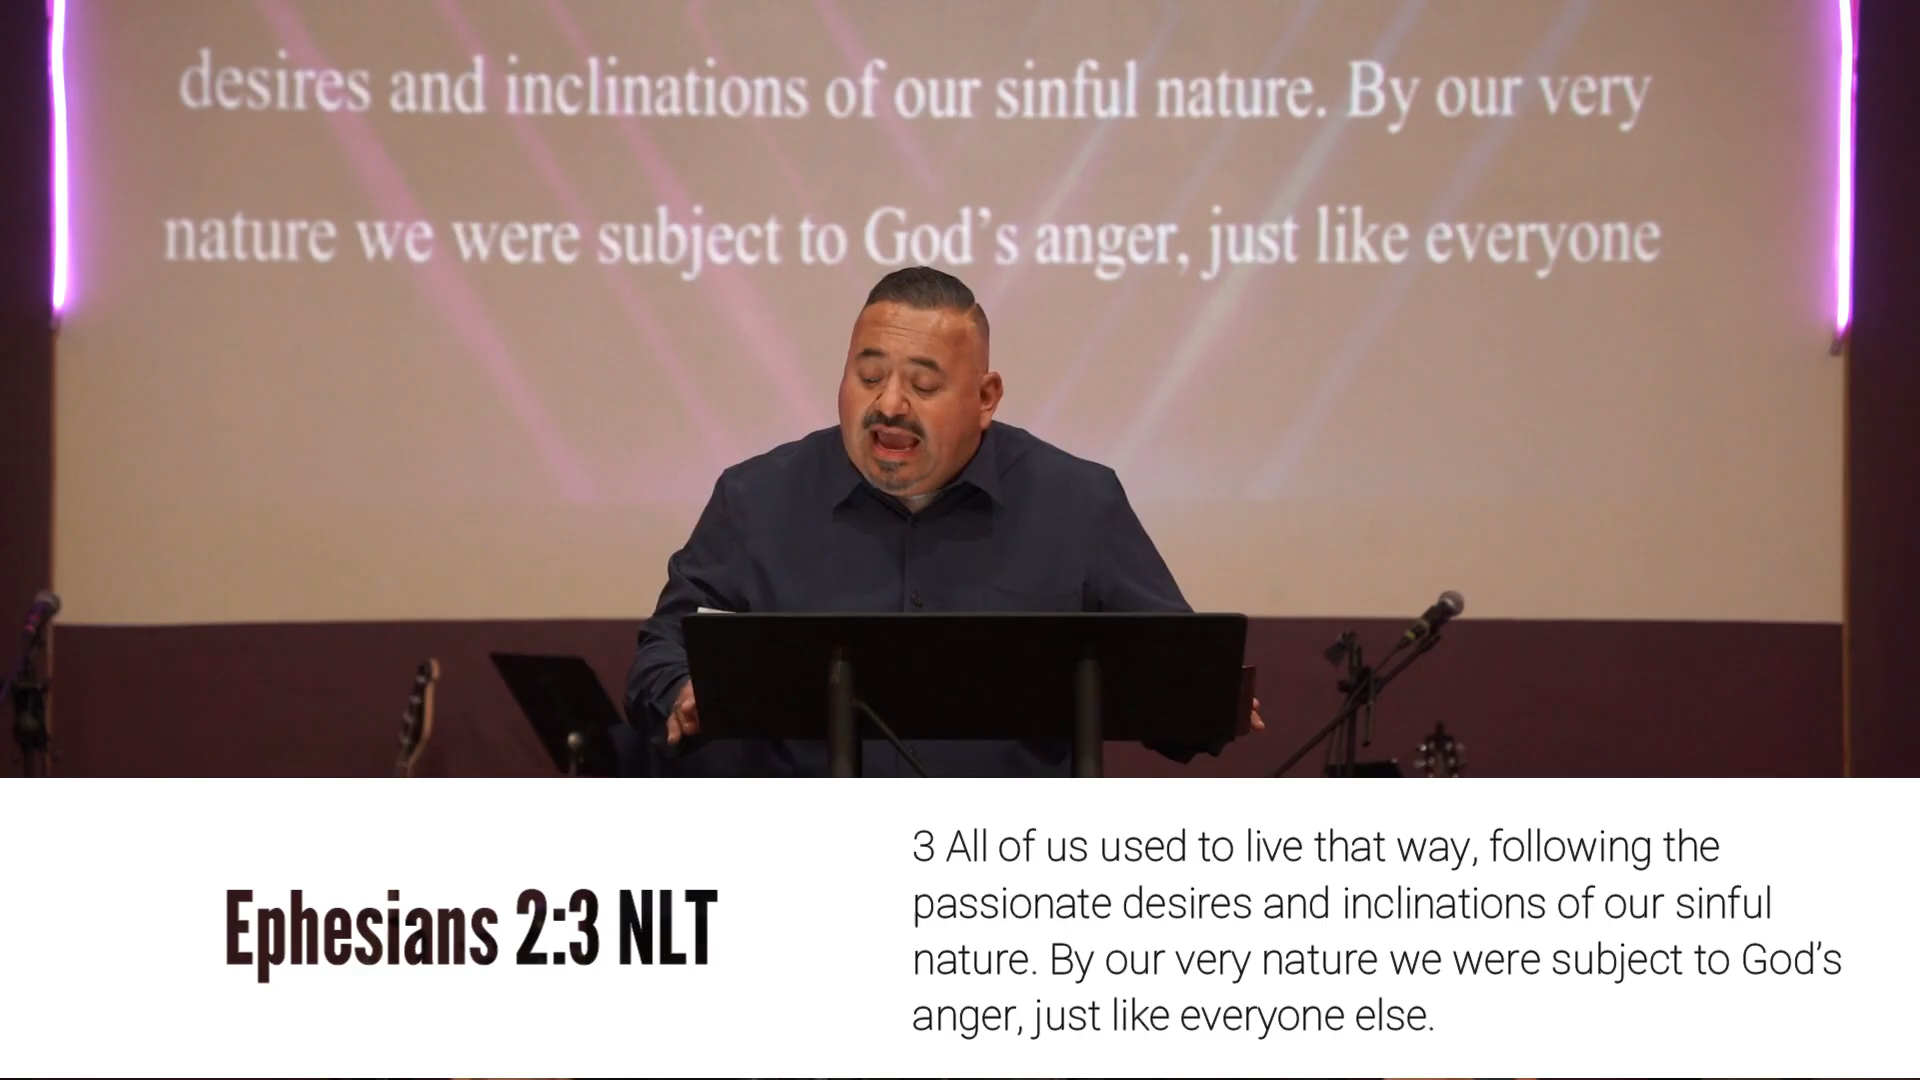 desires and inclinations of our sinful nature. By our very
nature we were subject to God's anger, just like everyone
Ephesians 2:3 NLT
3 All of us used to live that way, following the
passionate desires and inclinations of our sinful
nature. By our very nature we were subject to God's
anger, just like everyone else.